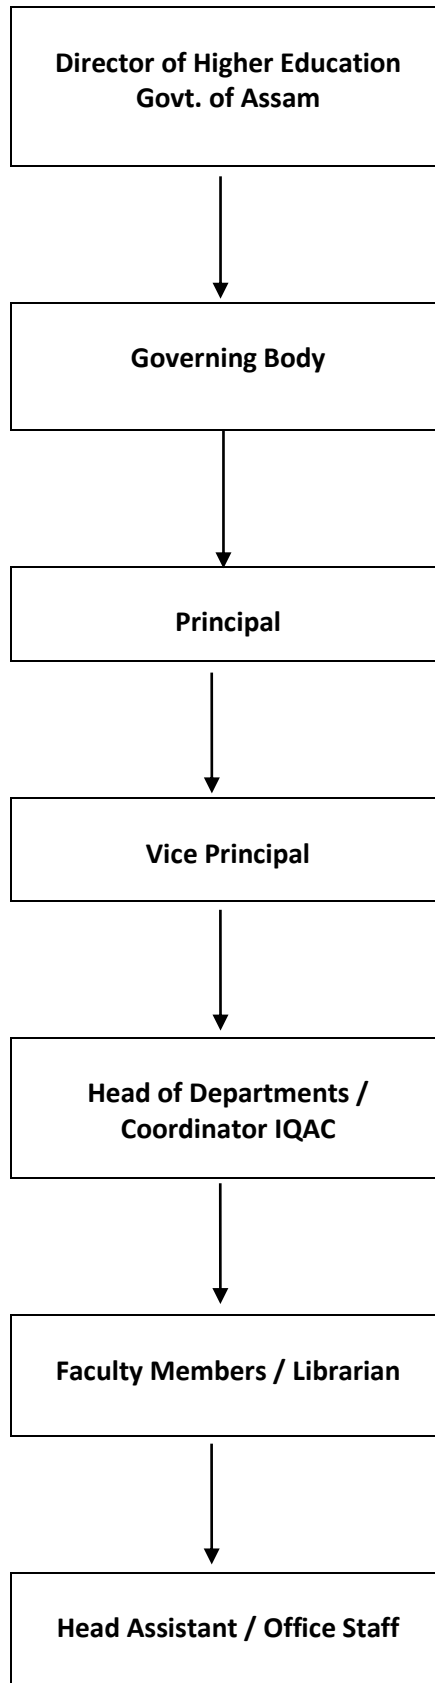 Director of Higher Education
Govt. of Assam
Governing Body
Principal
Vice Principal
Head of Departments /
Coordinator IQAC
Faculty Members / Librarian
Head Assistant / Office Staff